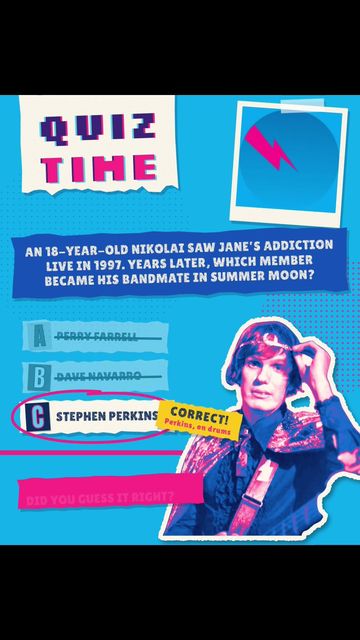 QUIZ
TIME
AN 18-YEAR-OLD NIKOLAI SAW JANE'S ADDICTION
LIVE IN 1997. YEARS LATER, WHICH MEMBER
BECAME HIS BANDMATE IN SUMMER MOON?
A PERRY FARRELL
B DAVE NAVARRO
C STEPHEN PERKINS
CORRECT!
Perkins, on drums
DID YOU GUESS IT RIGHT?